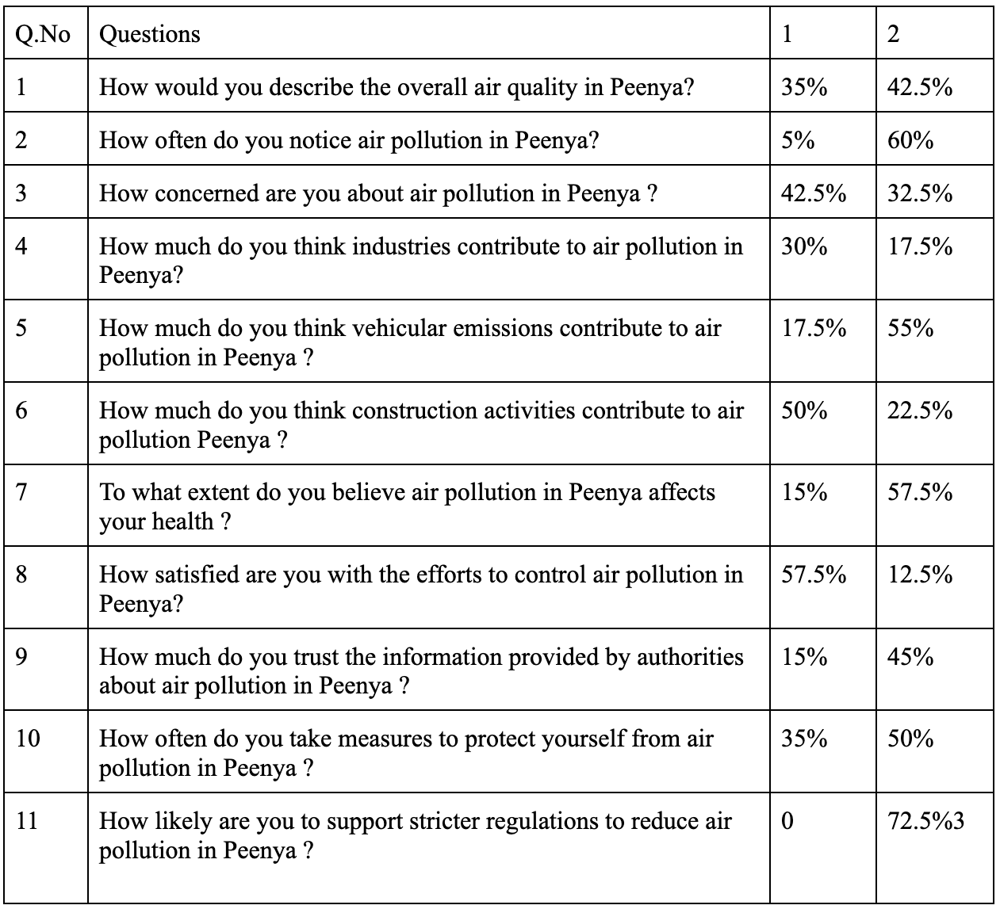 Q.No Questions 1 2
1 How would you describe the overall air quality in Peenya? 35% 42.5%
2 How often do you notice air pollution in Peenya? 5% 60%
3 How concerned are you about air pollution in Peenya ? 42.5% 32.5%
4 How much do you think industries contribute to air pollution in 30% 17.5%
Peenya?
5 How much do you think vehicular emissions contribute to air 17.5% 55%
pollution in Peenya ?
6 How much do you think construction activities contribute to air 50% 22.5%
pollution Peenya ?
7 To what extent do you believe air pollution in Peenya affects 15% 57.5%
your health ?
8 How satisfied are you with the efforts to control air pollution in 57.5% 12.5%
Peenya?
9 How much do you trust the information provided by authorities 15% 45%
about air pollution in Peenya ?
10 How often do you take measures to protect yourself from air 35% 50%
pollution in Peenya ?
11 How likely are you to support stricter regulations to reduce air 0 72.5%3
pollution in Peenya ?